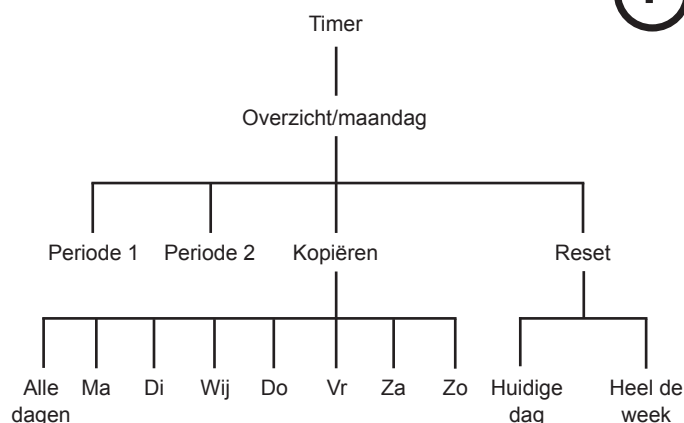 Timer
Overzicht/maandag
Periode 1 Periode 2 Kopiëren Reset
Alle dagen Ma Di Wij Do Vr Za Zo Huidige dag Heel de week